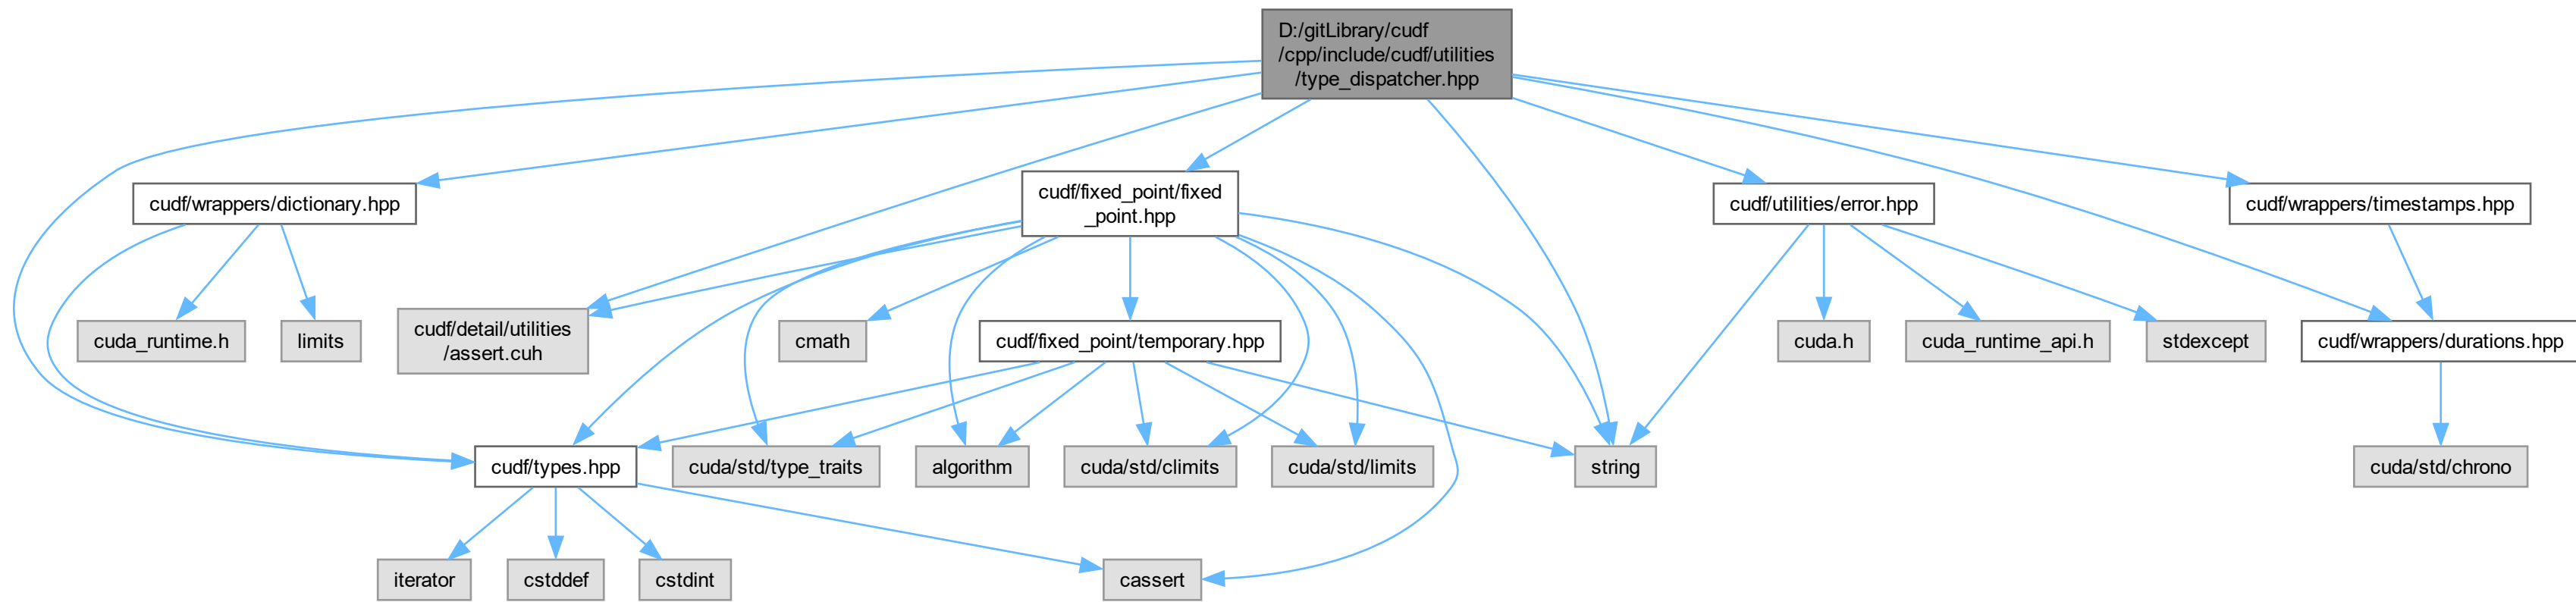 D:/gitLibrary/cudf
/cpp/include/cudf/utilities
/type_dispatcher.hpp
cudf/wrappers/dictionary.hpp
cudf/fixed_point/fixed
_point.hpp
cudf/utilities/error.hpp
cudf/wrappers/timestamps.hpp
cuda_runtime.h
limits
cudf/detail/utilities
/assert.cuh
cmath
cudf/fixed_point/temporary.hpp
cuda.h
cuda_runtime_api.h
stdexcept
cudf/wrappers/durations.hpp
cudf/types.hpp
cuda/std/type_traits
algorithm
cuda/std/climits
cuda/std/limits
string
cuda/std/chrono
iterator
cstddef
cstdint
cassert